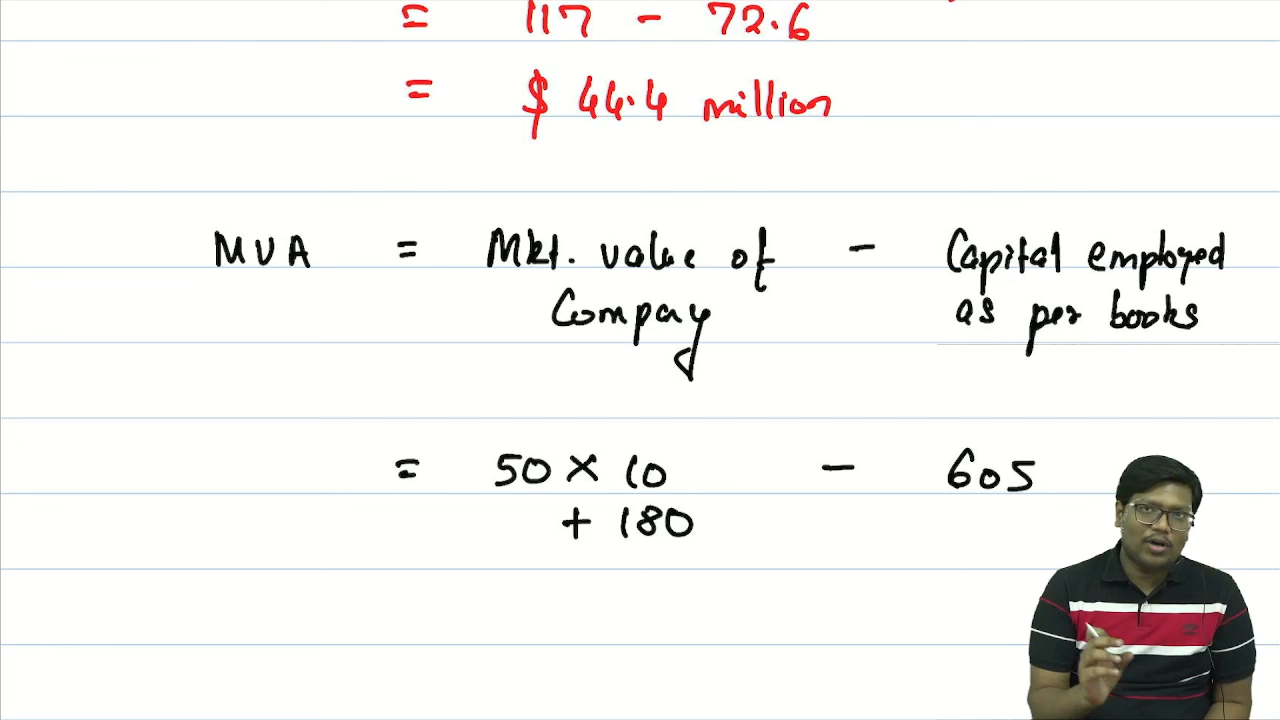 = 117 - 72.6
= $ 44.4 million
MVA = Mkt. value of - Capital employed
Compay as per books
= 50 × 10 - 605
+ 180